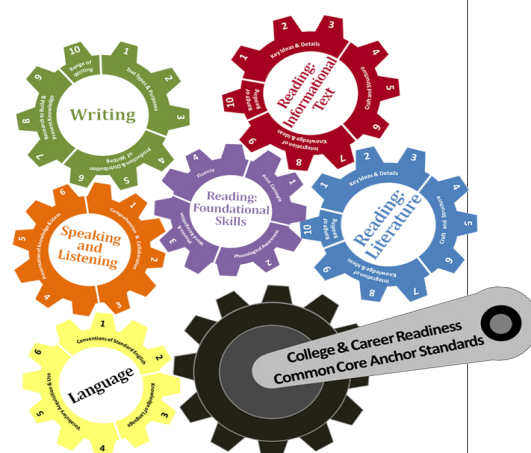 Writing
10
1
2
3
4
5
6
7
8
9
Range of
Writing
Text Types & Purposes
Production & Distribution
of Writing
Research to Build &
Present Knowledge
Reading:
Informational
Text
1
2
3
4
5
6
7
8
10
Key Ideas & Details
Craft and Structure
Integration of
Knowledge & Ideas
Range of
Reading
Reading:
Foundational
Skills
4
1
2
3
Fluency
Print Concepts
Phonological Awareness
Phonics &
Word Recognition
Reading:
Literature
1
2
3
4
5
6
7
8
10
Key Ideas & Details
Craft and Structure
Integration of
Knowledge & Ideas
Range of
Reading
Speaking
and
Listening
6
1
2
3
4
5
Comprehension & Collaboration
Presentation of Knowledge & Ideas
Language
1
2
3
4
5
6
Conventions of Standard English
Knowledge of Language
Vocabulary Acquisition & Use
College & Career Readiness
Common Core Anchor Standards